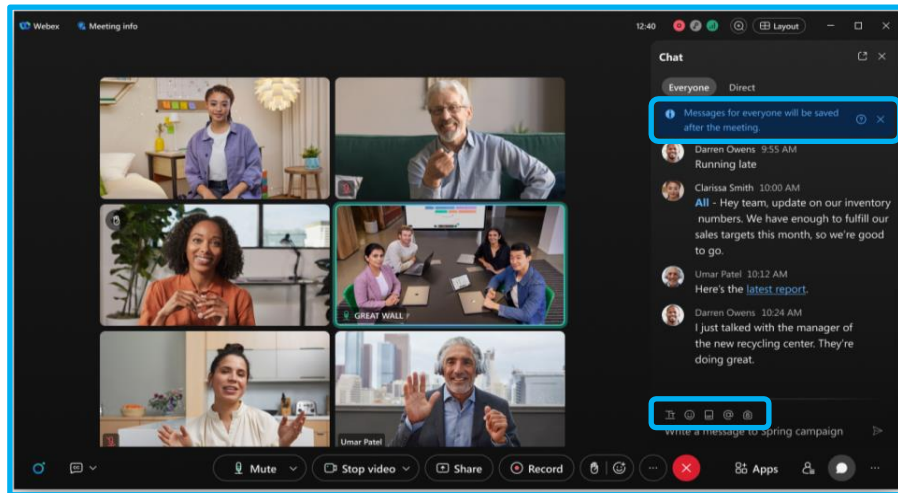 Webex
Meeting info
12:40
Layout
Chat
Everyone
Direct
Messages for everyone will be saved
after the meeting.
Darren Owens 9:55 AM
Running late
Clarissa Smith 10:00 AM
All - Hey team, update on our inventory
numbers. We have enough to fulfill our
sales targets this month, so we're good
to go.
Umar Patel 10:12 AM
Here's the latest report.
Darren Owens 10:24 AM
I just talked with the manager of
the new recycling center. They're
doing great.
GREAT WALL
Umar Patel
Write a message to Spring campaign
Mute
Stop video
Share
Record
Apps